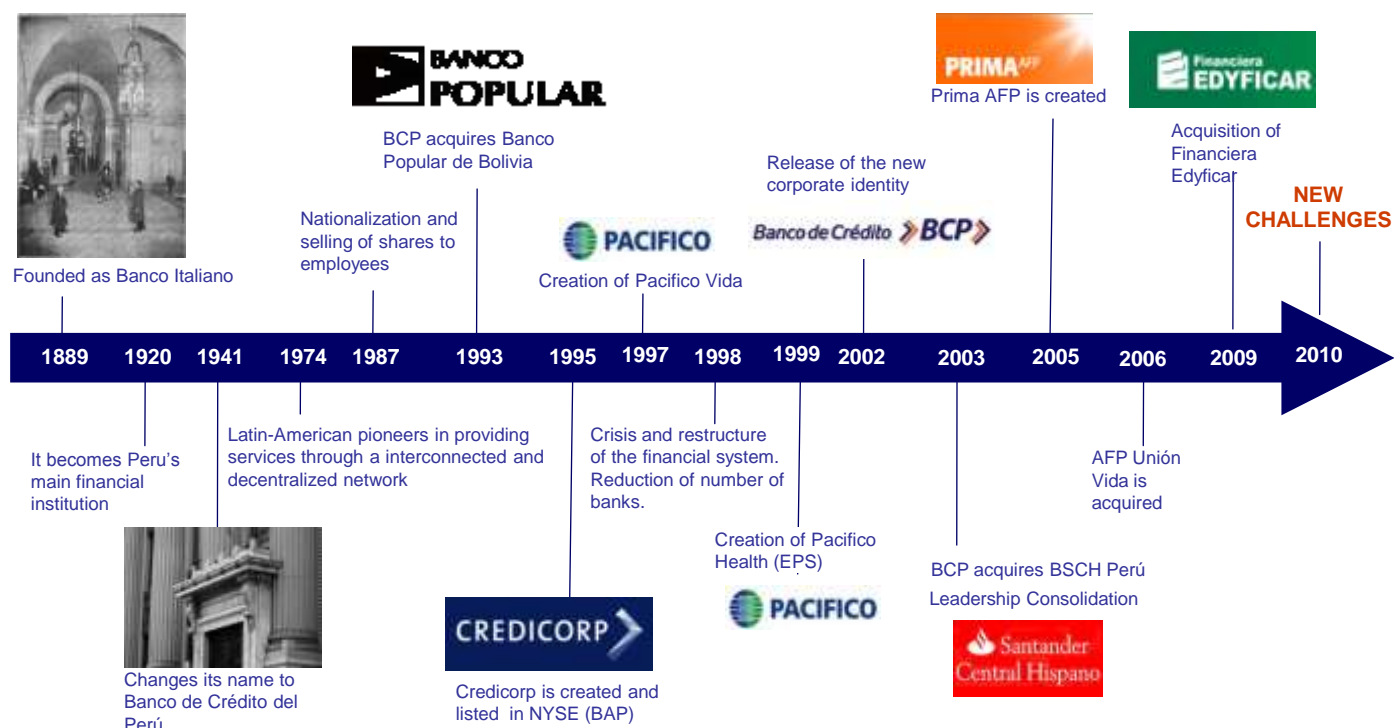 BANCO
POPULAR
PRIMA AFP
Financiera
EDYFICAR
Prima AFP is created
BCP acquires Banco
Popular de Bolivia
Acquisition of
Financiera
Edyficar
Release of the new
corporate identity
NEW
CHALLENGES
Nationalization and
selling of shares to
employees
PACIFICO
Banco de Crédito BCP
Founded as Banco Italiano
Creation of Pacifico Vida
1889 1920 1941 1974 1987 1993 1995 1997 1998 1999 2002 2003 2005 2006 2009 2010
It becomes Peru's
main financial
institution
Latin-American pioneers in providing
services through a interconnected and
decentralized network
Crisis and restructure
of the financial system.
Reduction of number of
banks.
AFP Unión
Vida is
acquired
Creation of Pacifico
Health (EPS)
PACIFICO
BCP acquires BSCH Perú
Leadership Consolidation
CREDICORP
Santander
Central Hispano
Changes its name to
Banco de Crédito del
Perú
Credicorp is created and
listed in NYSE (BAP)